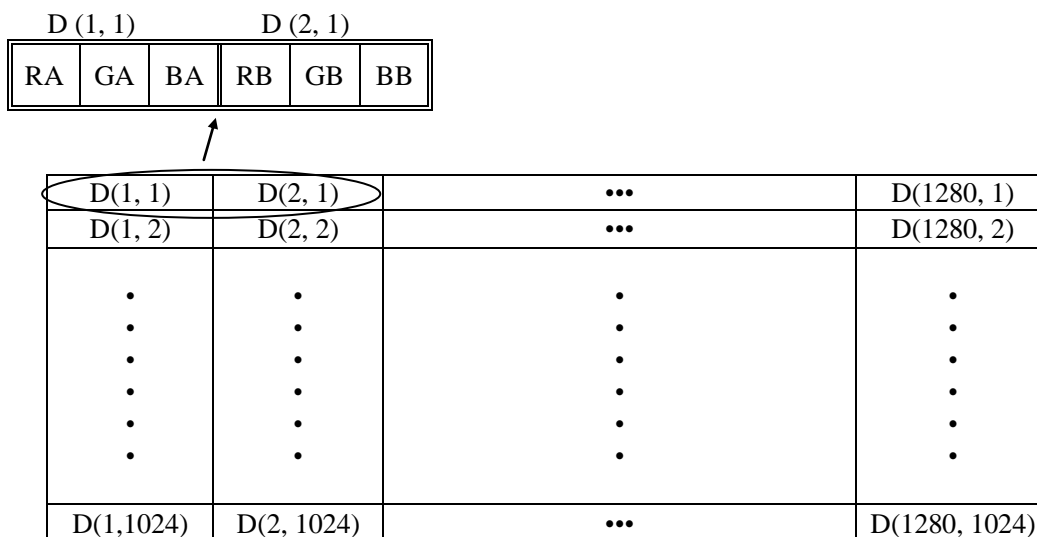 D (1, 1) D (2, 1)
RA GA BA RB GB BB
D(1, 1) D(2, 1) ••• D(1280, 1)
D(1, 2) D(2, 2) ••• D(1280, 2)
• • • •
• • • •
• • • •
• • • •
• • • •
• • • •
D(1,1024) D(2, 1024) ••• D(1280, 1024)